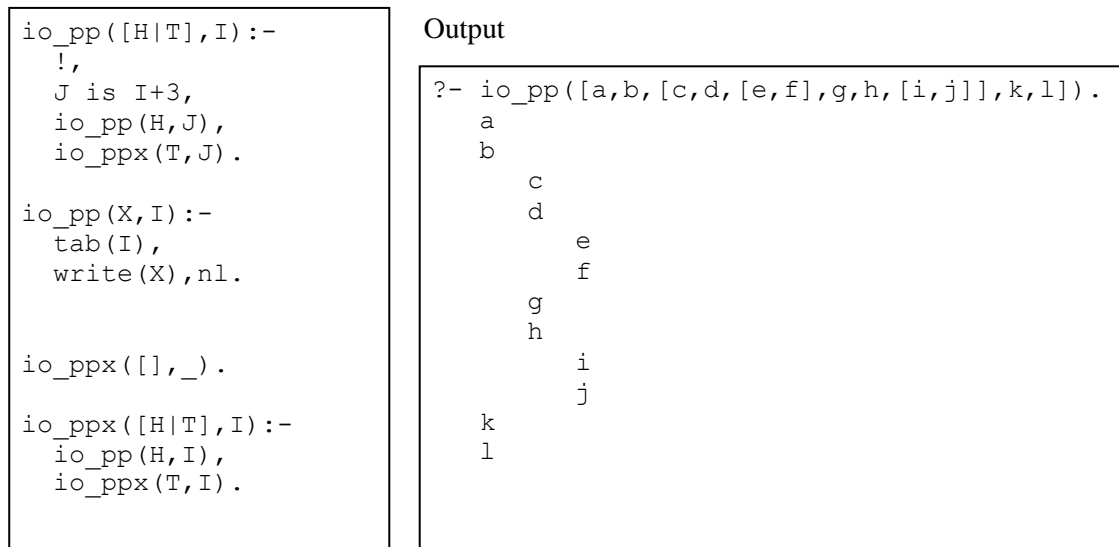 io_pp([H|T],I):-
  !,
  J is I+3,
  io_pp(H,J),
  io_ppx(T,J).
io_pp(X,I):-
  tab(I),
  write(X),nl.
io_ppx([],_).
io_ppx([H|T],I):-
  io_pp(H,I),
  io_ppx(T,I).
Output
?- io_pp([a,b,[c,d,[e,f],g,h,[i,j]],k,l]).
   a
   b
      c
      d
         e
         f
      g
      h
         i
         j
   k
   l